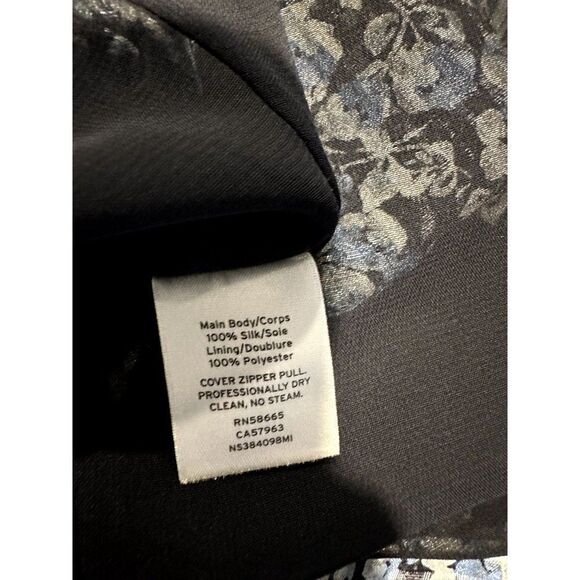 Main Body/Corps
100% Silk/Soie
Lining/Doublure
100% Polyester
COVER ZIPPER PULL.
PROFESSIONALLY DRY
CLEAN, NO STEAM.
RN58665
CA57963
NS384098MI